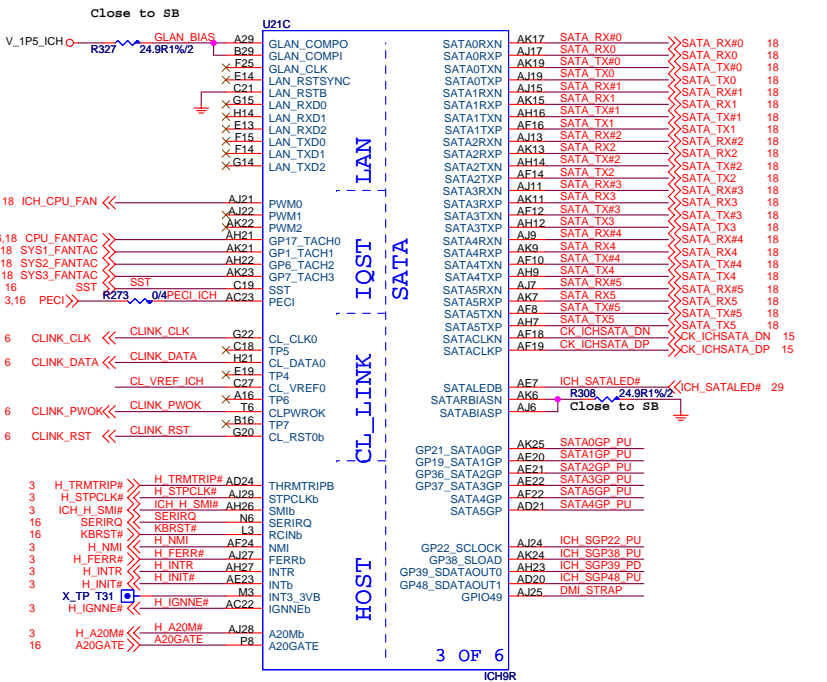 Close to SB
U21C
V_1P5_ICH R327 24.9R1%/2 GLAN_BIAS A29 GLAN_COMPO
B29 GLAN_COMPI
F25 GLAN_CLK
E14 LAN_RSTSYNC
C21 LAN_RSTB
G15 LAN_RXD0
H14 LAN_RXD1
E13 LAN_RXD2
F15 LAN_TXD0
F14 LAN_TXD1
G14 LAN_TXD2
LAN
18 ICH_CPU_FAN AJ21 PWM0
AJ22 PWM1
AK22 PWM2
,18 CPU_FANTAC AH21 GP17_TACH0
18 SYS1_FANTAC AK21 GP1_TACH1
18 SYS2_FANTAC AH22 GP6_TACH2
18 SYS3_FANTAC AK23 GP7_TACH3
16 SST SST C19 SST
3,16 PECI R273 0/4 PECI_ICH AC23 PECI
IQST
SATA
6 CLINK_CLK CLINK_CLK G22 CL_CLK0
C18 TP5
6 CLINK_DATA CLINK_DATA H21 CL_DATA0
E19 TP4
CL_VREF_ICH C27 CL_VREF0
A16 TP6
6 CLINK_PWOK CLINK_PWOK T6 CLPWROK
B16 TP7
6 CLINK_RST CLINK_RST G20 CL_RST0b
CL_LINK
3 H_TRMTRIP# H_TRMTRIP# AD24 THRMTRIPB
3 H_STPCLK# H_STPCLK# AJ29 STPCLKb
3 ICH_H_SMI# ICH_H_SMI# AH26 SMIb
16 SERIRQ SERIRQ N6 SERIRQ
16 KBRST# KBRST# L3 RCINb
3 H_NMI H_NMI AF24 NMI
3 H_FERR# H_FERR# AJ27 FERRb
3 H_INTR H_INTR AH27 INTR
3 H_INIT# H_INIT# AE23 INTb
X_TP T31 M3 INT3_3VB
3 H_IGNNE# H_IGNNE# AC22 IGNNEb
3 H_A20M# H_A20M# AJ28 A20Mb
16 A20GATE A20GATE P8 A20GATE
HOST
SATA0RXN AK17 SATA_RX#0 SATA_RX#0 18
SATA0RXP AJ17 SATA_RX0 SATA_RX0 18
SATA0TXN AK19 SATA_TX#0 SATA_TX#0 18
SATA0TXP AJ19 SATA_TX0 SATA_TX0 18
SATA1RXN AJ15 SATA_RX#1 SATA_RX#1 18
SATA1RXP AK15 SATA_RX1 SATA_RX1 18
SATA1TXN AH16 SATA_TX#1 SATA_TX#1 18
SATA1TXP AF16 SATA_TX1 SATA_TX1 18
SATA2RXN AJ13 SATA_RX#2 SATA_RX#2 18
SATA2RXP AK13 SATA_RX2 SATA_RX2 18
SATA2TXN AH14 SATA_TX#2 SATA_TX#2 18
SATA2TXP AF14 SATA_TX2 SATA_TX2 18
SATA3RXN AJ11 SATA_RX#3 SATA_RX#3 18
SATA3RXP AK11 SATA_RX3 SATA_RX3 18
SATA3TXN AF12 SATA_TX#3 SATA_TX#3 18
SATA3TXP AH12 SATA_TX3 SATA_TX3 18
SATA4RXN AJ9 SATA_RX#4 SATA_RX#4 18
SATA4RXP AK9 SATA_RX4 SATA_RX4 18
SATA4TXN AF10 SATA_TX#4 SATA_TX#4 18
SATA4TXP AH9 SATA_TX4 SATA_TX4 18
SATA5RXN AJ7 SATA_RX#5 SATA_RX#5 18
SATA5RXP AK7 SATA_RX5 SATA_RX5 18
SATA5TXN AF8 SATA_TX#5 SATA_TX#5 18
SATA5TXP AH7 SATA_TX5 SATA_TX5 18
SATACLKN AF18 CK_ICHSATA_DN CK_ICHSATA_DN 15
SATACLKP AF19 CK_ICHSATA_DP CK_ICHSATA_DP 15
SATALEDB AE7 ICH_SATALED# ICH_SATALED# 29
SATARBIASN AK6 R308 24.9R1%/2
SATABIASP AJ6 Close to SB
GP21_SATA0GP AK25 SATA0GP_PU
GP19_SATA1GP AE20 SATA1GP_PU
GP36_SATA2GP AE21 SATA2GP_PU
GP37_SATA3GP AE22 SATA3GP_PU
SATA4GP AF22 SATA5GP_PU
SATA5GP AD21 SATA4GP_PU
GP22_SCLOCK AJ24 ICH_SGP22_PU
GP38_SLOAD AK24 ICH_SGP38_PU
GP39_SDATAOUT0 AH23 ICH_SGP39_PD
GP48_SDATAOUT1 AD20 ICH_SGP48_PU
GPIO49 AJ25 DMI_STRAP
3 OF 6
ICH9R